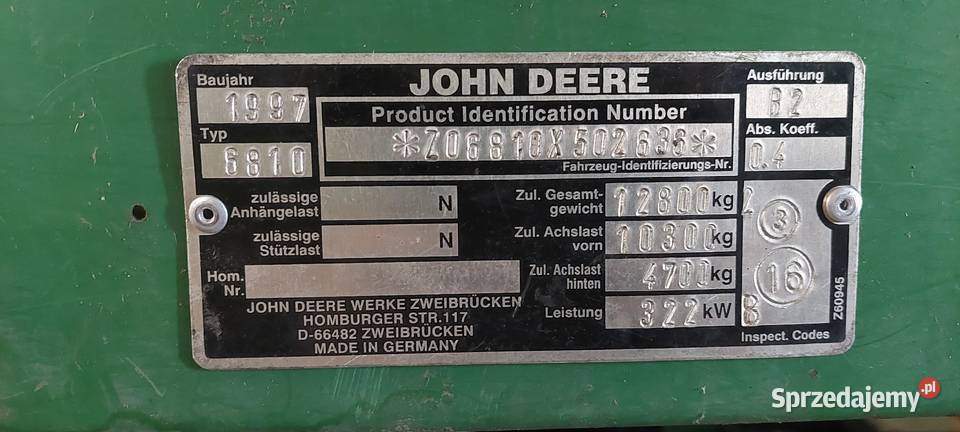 JOHN DEERE
Baujahr
1997
Typ
6810
Product Identification Number
*Z06810X502636*
Fahrzeug-Identifizierungs-Nr.
Ausführung
B2
Abs. Koeff.
0.4
zulässige
Anhängelast N
zulässige
Stützlast N
Hom.
Nr.
Zul. Gesamt-
gewicht 12800 kg
Zul. Achslast
vorn 10300 kg
Zul. Achslast
hinten 4700 kg
Leistung 322 kW
2
3
16
8
Inspect. Codes
Z60945
JOHN DEERE WERKE ZWEIBRÜCKEN
HOMBURGER STR.117
D-66482 ZWEIBRÜCKEN
MADE IN GERMANY
Sprzedajemy.pl